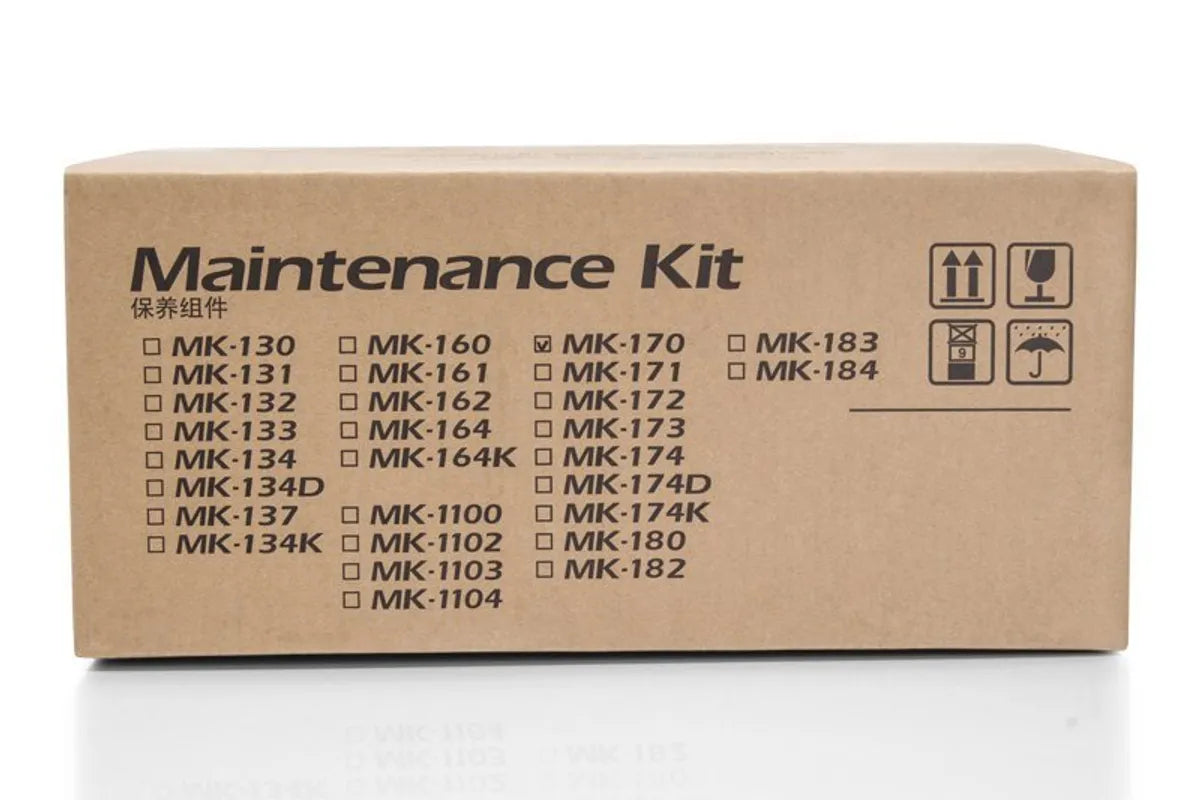 Maintenance Kit
保养组件
☐ MK-130
☐ MK-131
☐ MK-132
☐ MK-133
☐ MK-134
☐ MK-134D
☐ MK-137
☐ MK-134K
☐ MK-160
☐ MK-161
☐ MK-162
☐ MK-164
☐ MK-164K
☐ MK-1100
☐ MK-1102
☐ MK-1103
☐ MK-1104
☑ MK-170
☐ MK-171
☐ MK-172
☐ MK-173
☐ MK-174
☐ MK-174D
☐ MK-174K
☐ MK-180
☐ MK-182
☐ MK-183
☐ MK-184
9